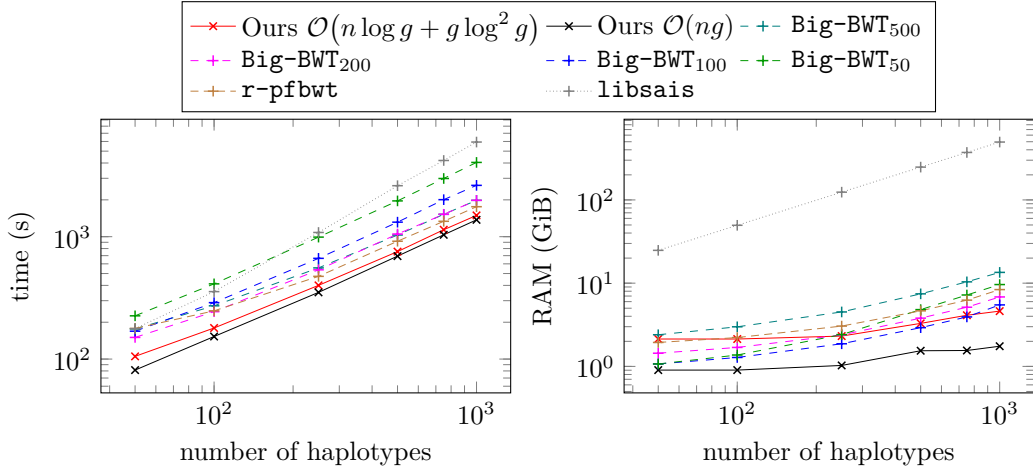 Ours O(n log g + g log² g) Ours O(ng) Big-BWT₅₀₀
Big-BWT₂₀₀ Big-BWT₁₀₀ Big-BWT₅₀
r-pfbwt libsais
time (s)
10³
10²
10² 10³
number of haplotypes
RAM (GiB)
10²
10¹
10⁰
10² 10³
number of haplotypes